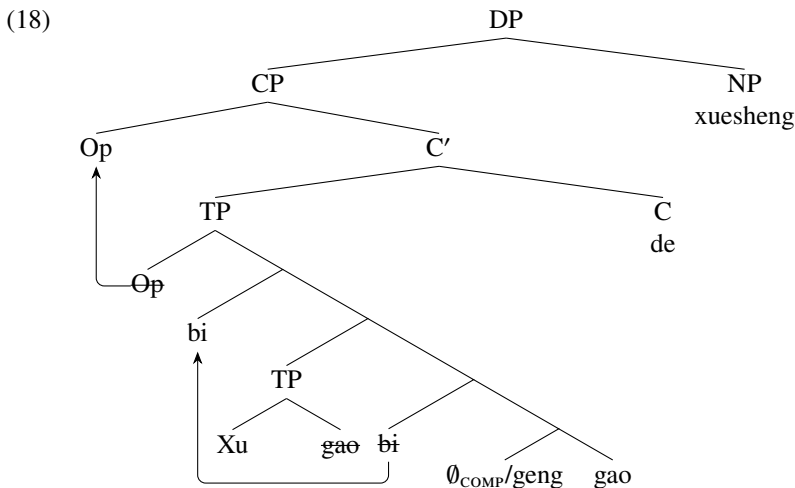 (18)
DP
CP NP
xuesheng
Op C′
TP C
de
Op
bi
TP
Xu gao bi
∅COMP/geng gao